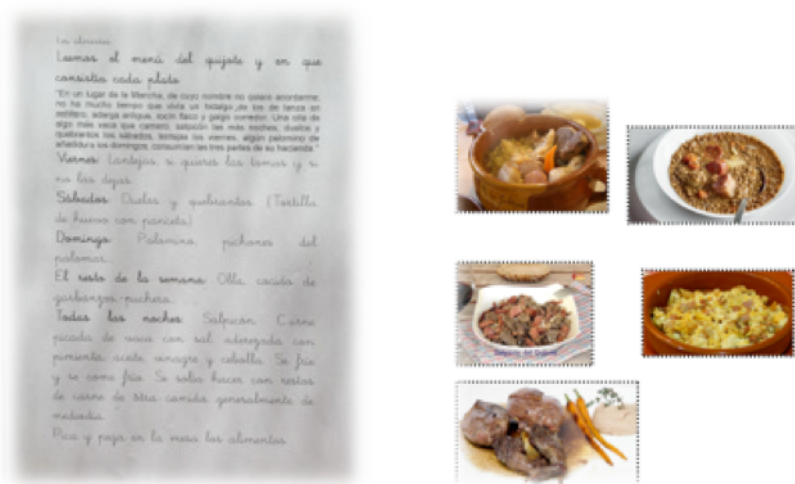 Los alimentos
Leemos el menú del quijote y en que
consistía cada plato
"En un lugar de la Mancha, de cuyo nombre no quiero acordarme,
no ha mucho tiempo que vivía un hidalgo de los de lanza en
astillero, adarga antigua, rocín flaco y galgo corredor. Una olla de
algo más vaca que carnero, salpicón las más noches, duelos y
quebrantos los sábados, lentejas los viernes, algún palomino de
añadidura los domingos, consumían las tres partes de su hacienda."
Viernes: Lantejas, si quieres las tomas y si
no las dejas.
Sábados: Duelos y quebrantos. (Tortilla
de huevo con panceta)
Domingo: Palomino, pichones del
palomar.
El resto de la semana: Olla, cocido de
garbanzos-puchero.
Todas las noches: Salpicón. Carne
picada de vaca con sal aderezada con
pimienta, aceite, vinagre y cebolla. Se fríe
y se come fría. Se solía hacer con restos
de carne de otra comida generalmente de
mediodía.
Pica y pega en la mesa los alimentos
Salpicón del Quijote